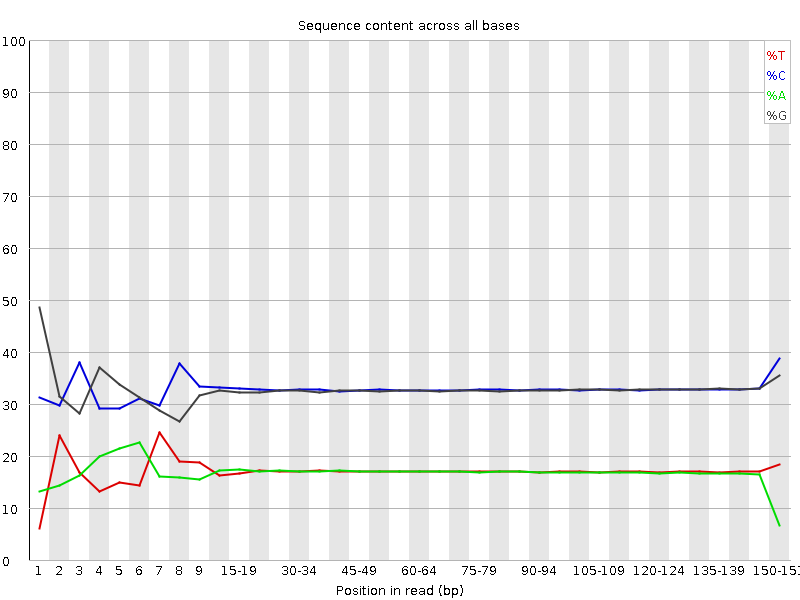 Sequence content across all bases
100
90
80
70
60
50
40
30
20
10
0
%T
%C
%A
%G
1 2 3 4 5 6 7 8 9 15-19 30-34 45-49 60-64 75-79 90-94 105-109 120-124 135-139 150-151
Position in read (bp)